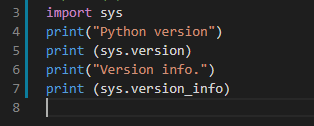 3 import sys
4 print("Python version")
5 print (sys.version)
6 print("Version info.")
7 print (sys.version_info)
8